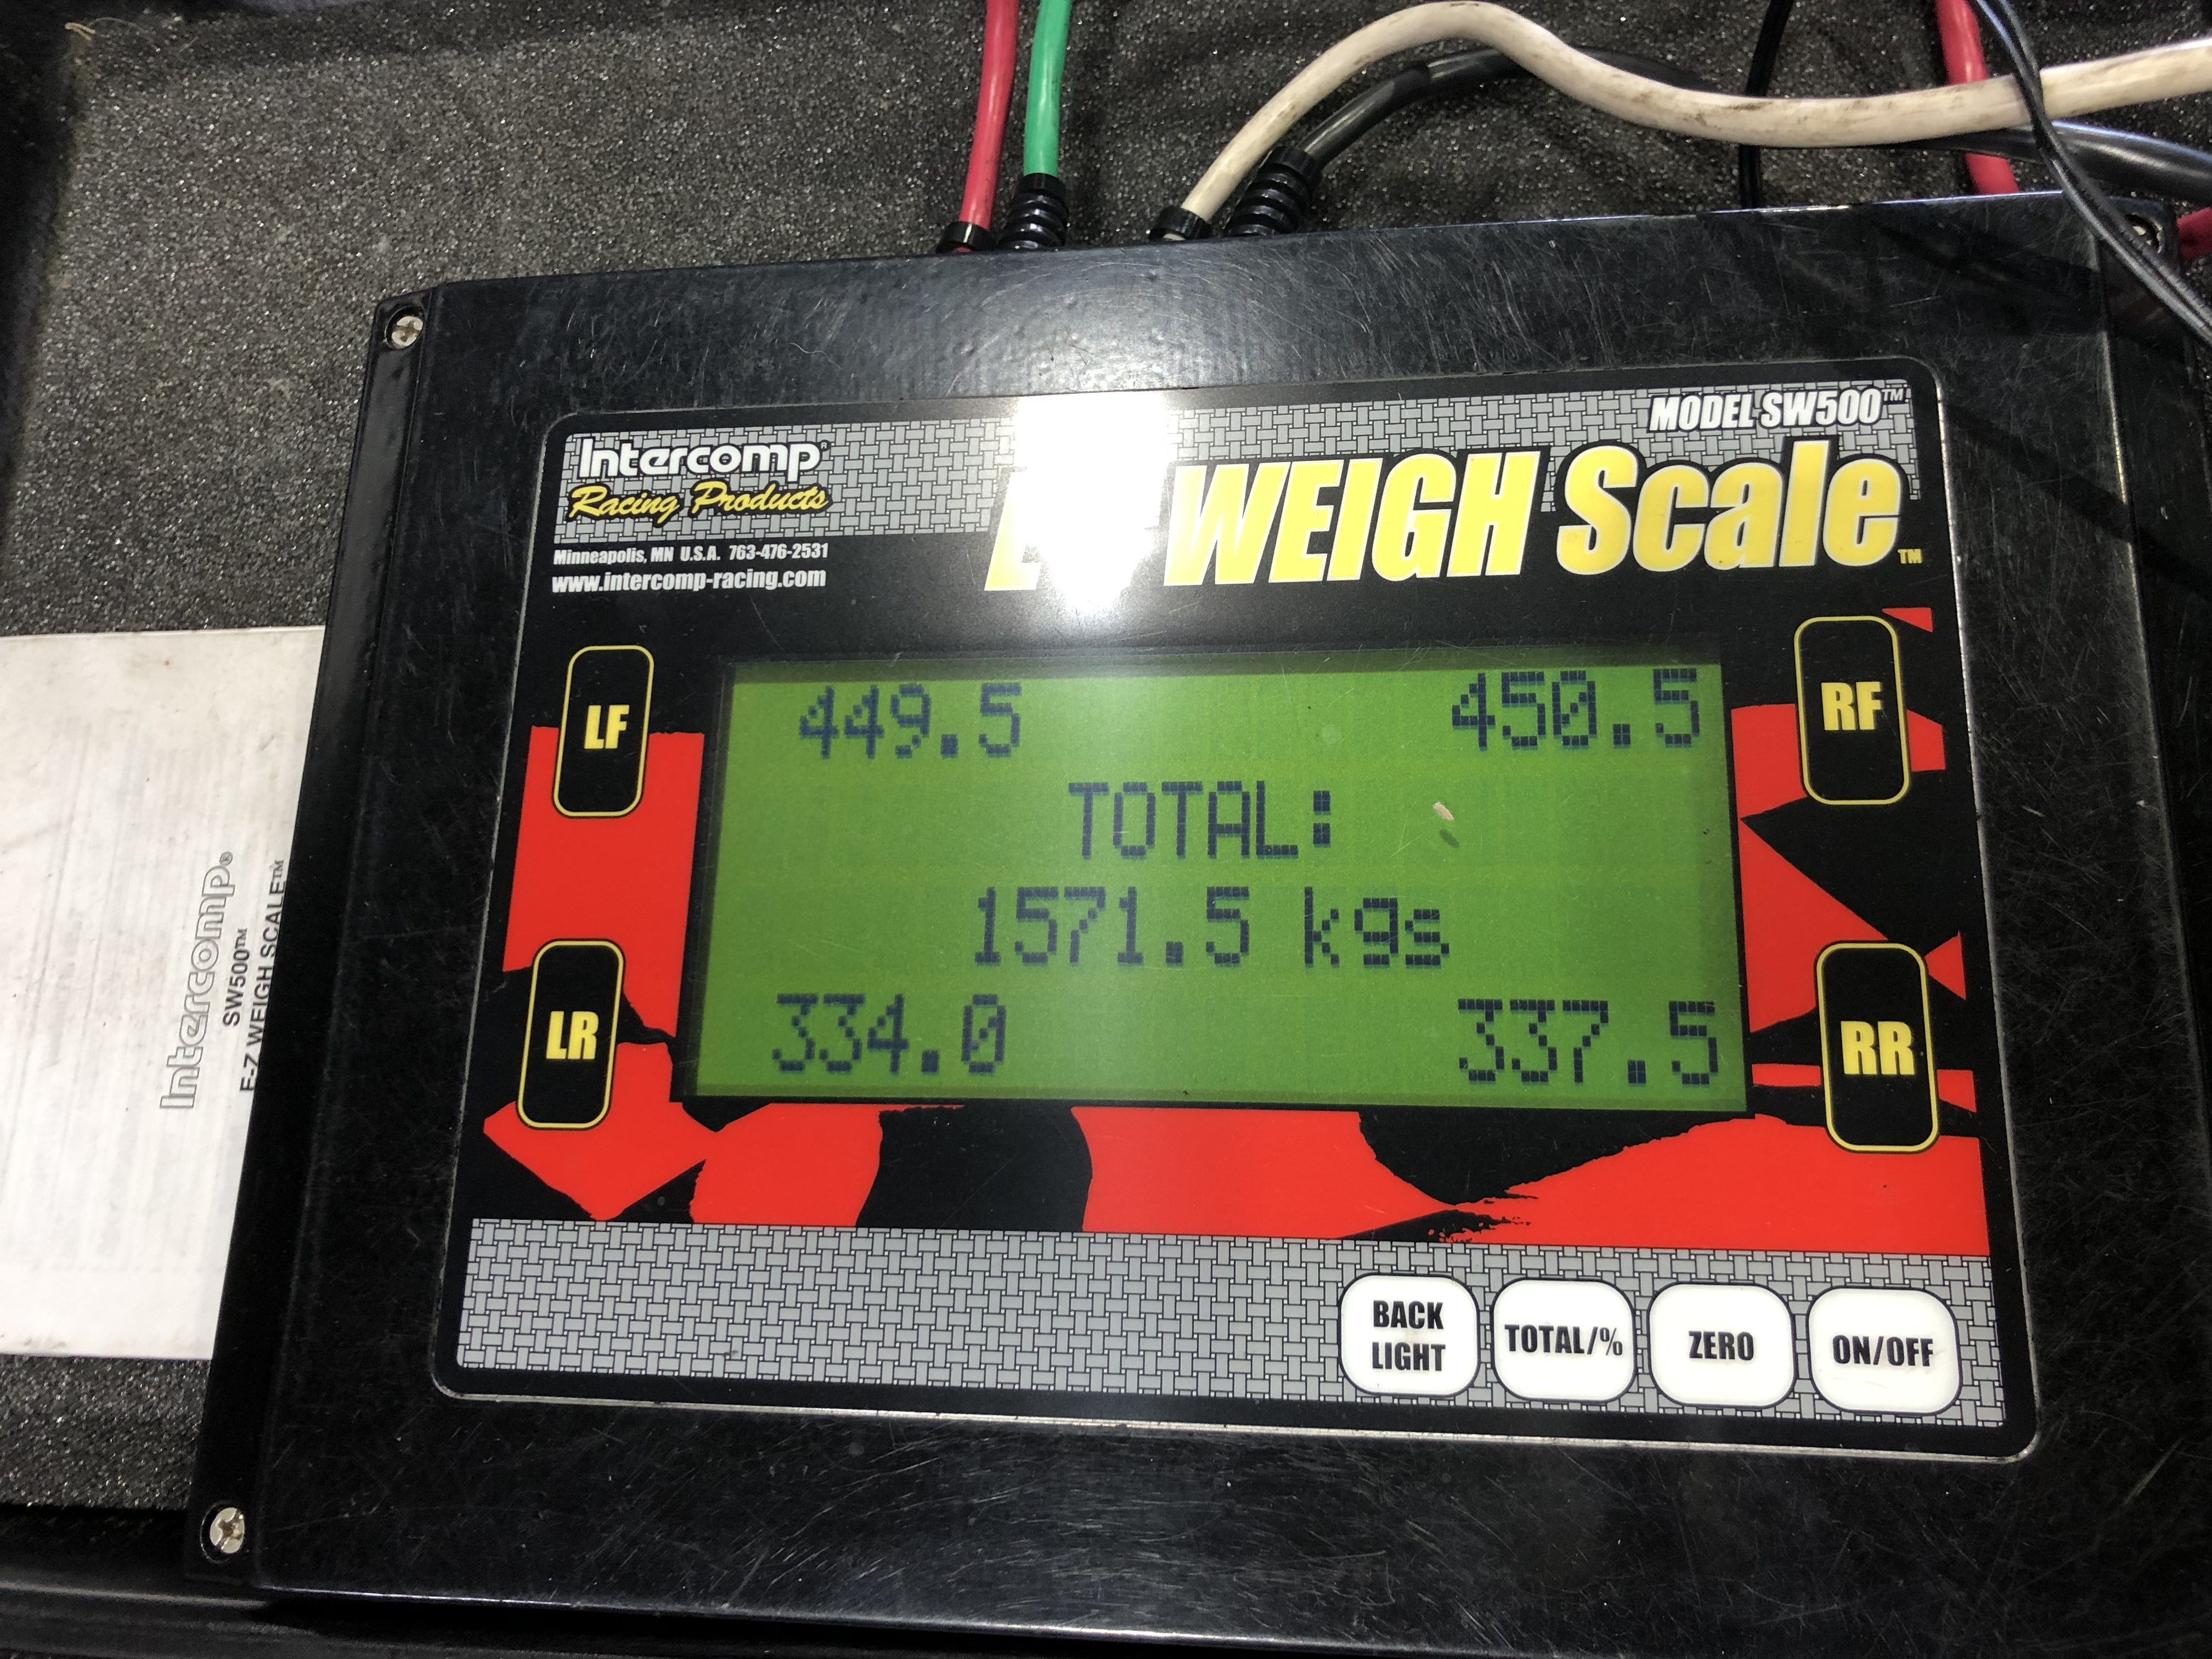 MODEL SW500™
Intercomp®
Racing Products
WEIGH Scale™
Minneapolis, MN U.S.A. 763-476-2531
www.intercomp-racing.com
LF
449.5
450.5
RF
TOTAL:
1571.5 kgs
LR
334.0
337.5
RR
BACK
LIGHT
TOTAL/%
ZERO
ON/OFF
Intercomp®
SW500™
E-Z WEIGH SCALE™